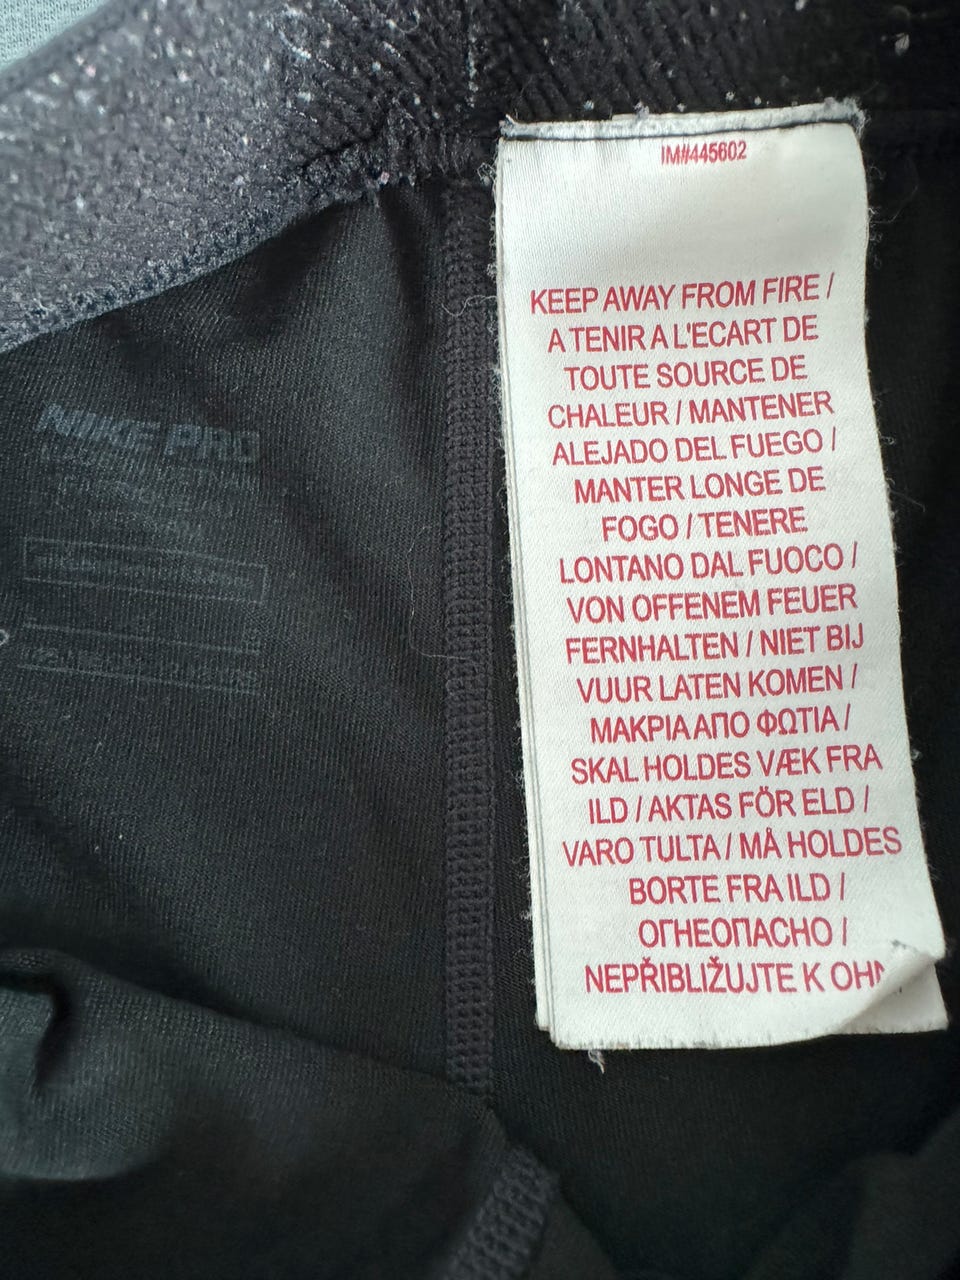 IM#445602
KEEP AWAY FROM FIRE /
A TENIR A L'ECART DE
TOUTE SOURCE DE
CHALEUR / MANTENER
ALEJADO DEL FUEGO /
MANTER LONGE DE
FOGO / TENERE
LONTANO DAL FUOCO /
VON OFFENEM FEUER
FERNHALTEN / NIET BIJ
VUUR LATEN KOMEN /
ΜΑΚΡΙΑ ΑΠΟ ΦΩΤΙΑ /
SKAL HOLDES VÆK FRA
ILD / AKTAS FÖR ELD /
VARO TULTA / MÅ HOLDES
BORTE FRA ILD /
ОГНЕОПАСНО /
NEPŘIBLIŽUJTE K
NIKE PRO